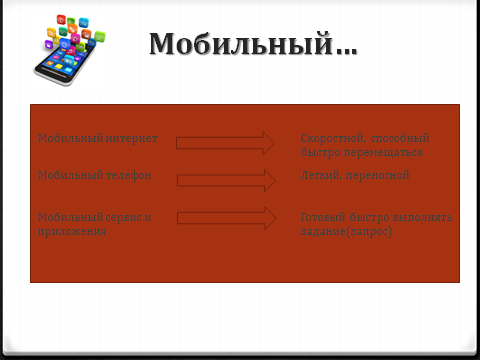 Мобильный…
Мобильный интернет
Скоростной, способный
быстро перемещаться
Мобильный телефон
Легкий, переносной
Мобильный сервис и
приложения
Готовый быстро выполнять
задание(запрос)